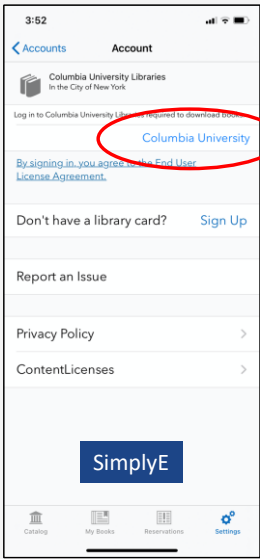 3:52
Accounts
Account
Columbia University Libraries
In the City of New York
Log in to Columbia University Libraries required to download books.
Columbia University
By signing in, you agree to the End User
License Agreement.
Don't have a library card?
Sign Up
Report an Issue
Privacy Policy
ContentLicenses
SimplyE
Catalog
My Books
Reservations
Settings